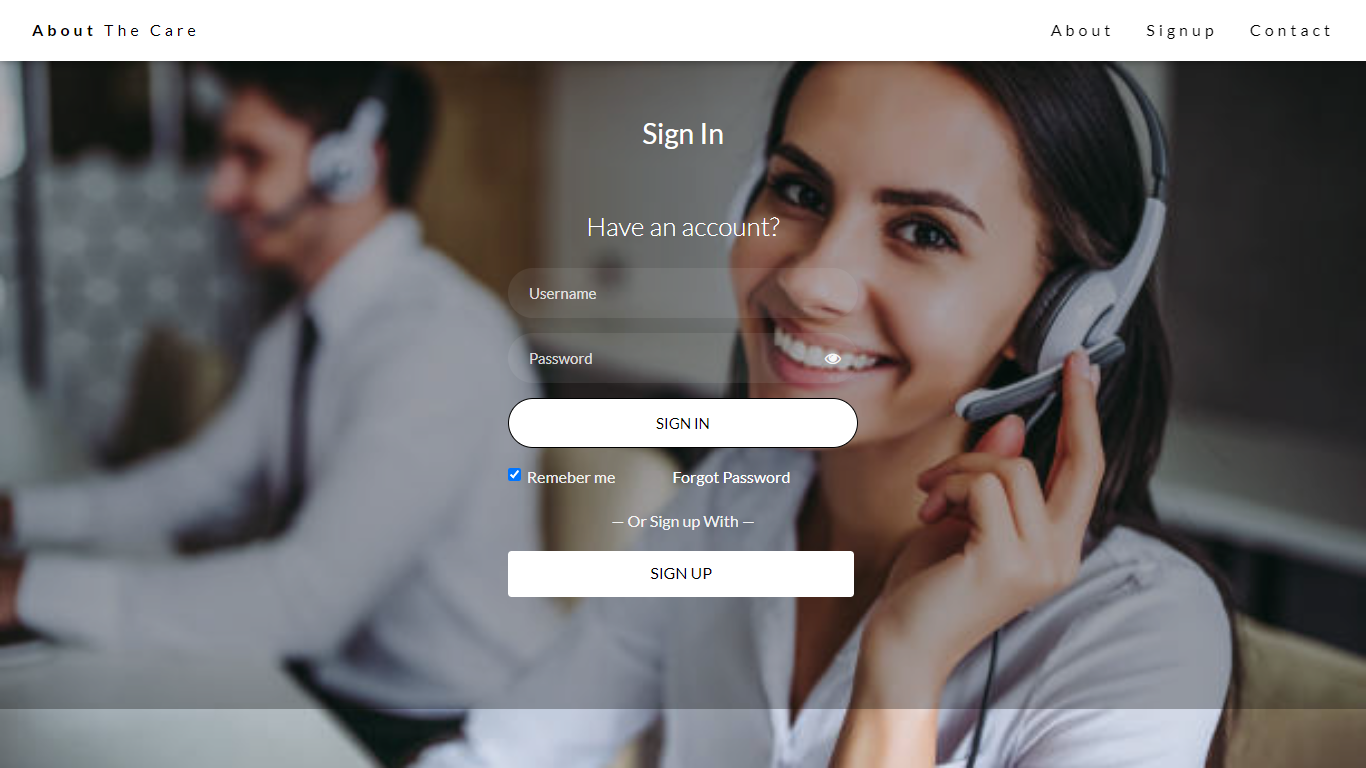 About The Care
About Signup Contact
Sign In
Have an account?
Username
Password
SIGN IN
Remeber me Forgot Password
— Or Sign up With —
SIGN UP